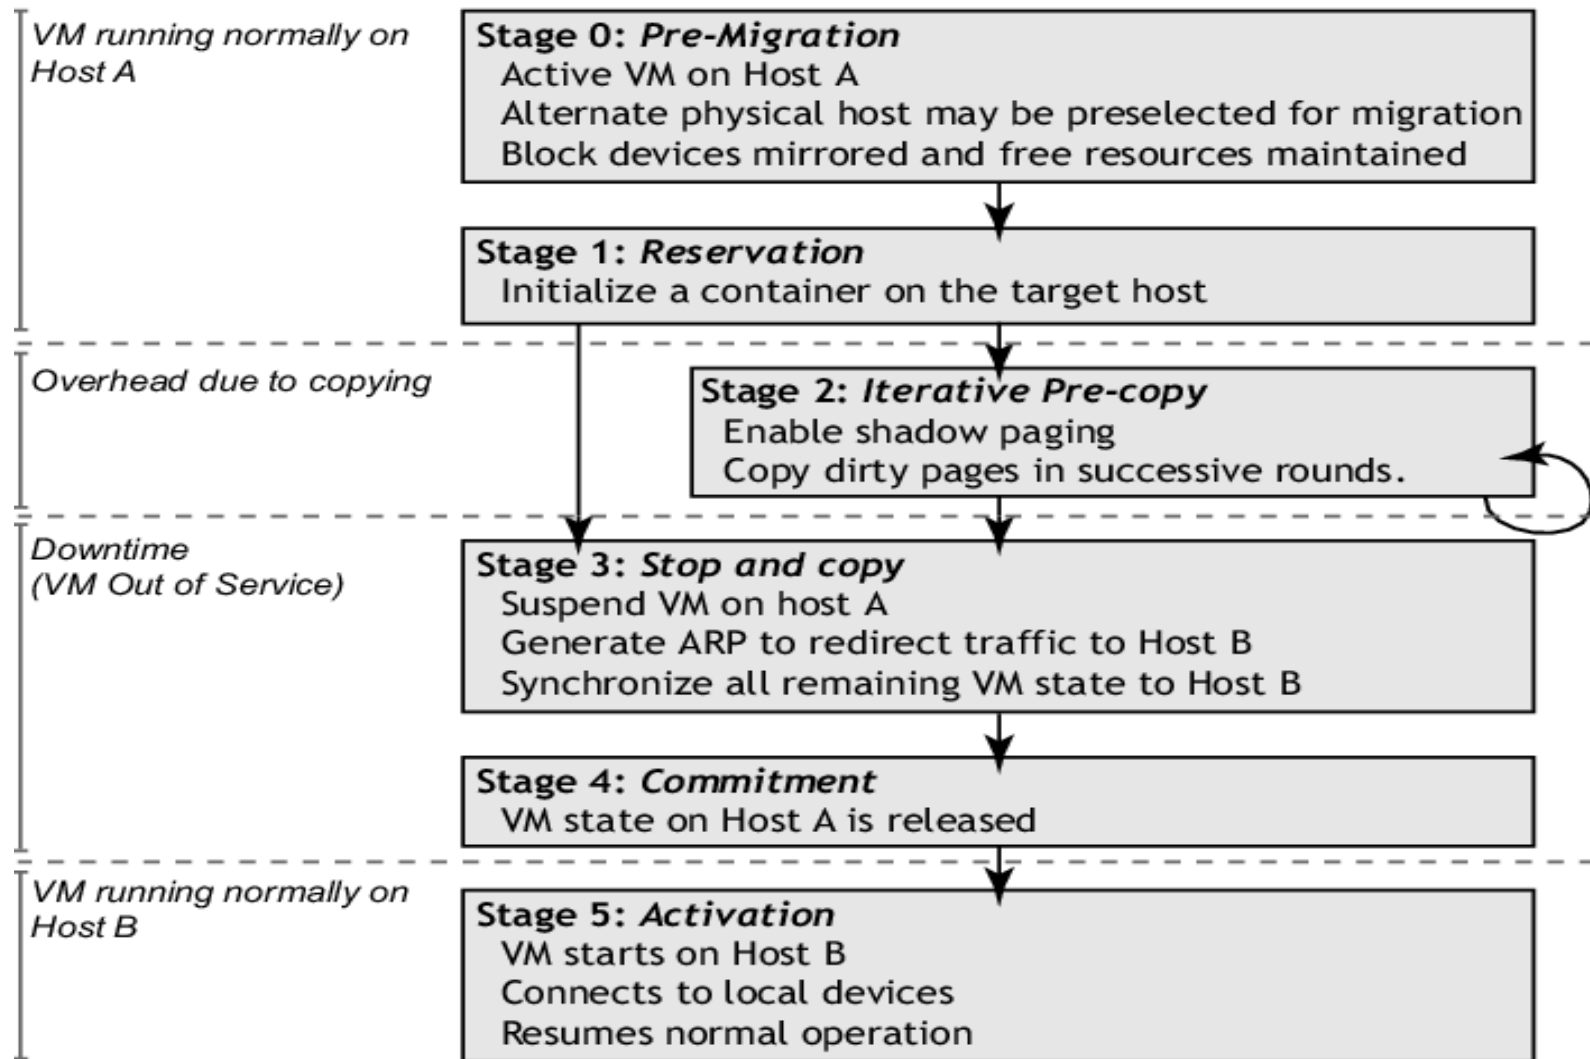 VM running normally on
Host A
Stage 0: Pre-Migration
Active VM on Host A
Alternate physical host may be preselected for migration
Block devices mirrored and free resources maintained
Stage 1: Reservation
Initialize a container on the target host
Overhead due to copying
Stage 2: Iterative Pre-copy
Enable shadow paging
Copy dirty pages in successive rounds.
Downtime
(VM Out of Service)
Stage 3: Stop and copy
Suspend VM on host A
Generate ARP to redirect traffic to Host B
Synchronize all remaining VM state to Host B
Stage 4: Commitment
VM state on Host A is released
VM running normally on
Host B
Stage 5: Activation
VM starts on Host B
Connects to local devices
Resumes normal operation